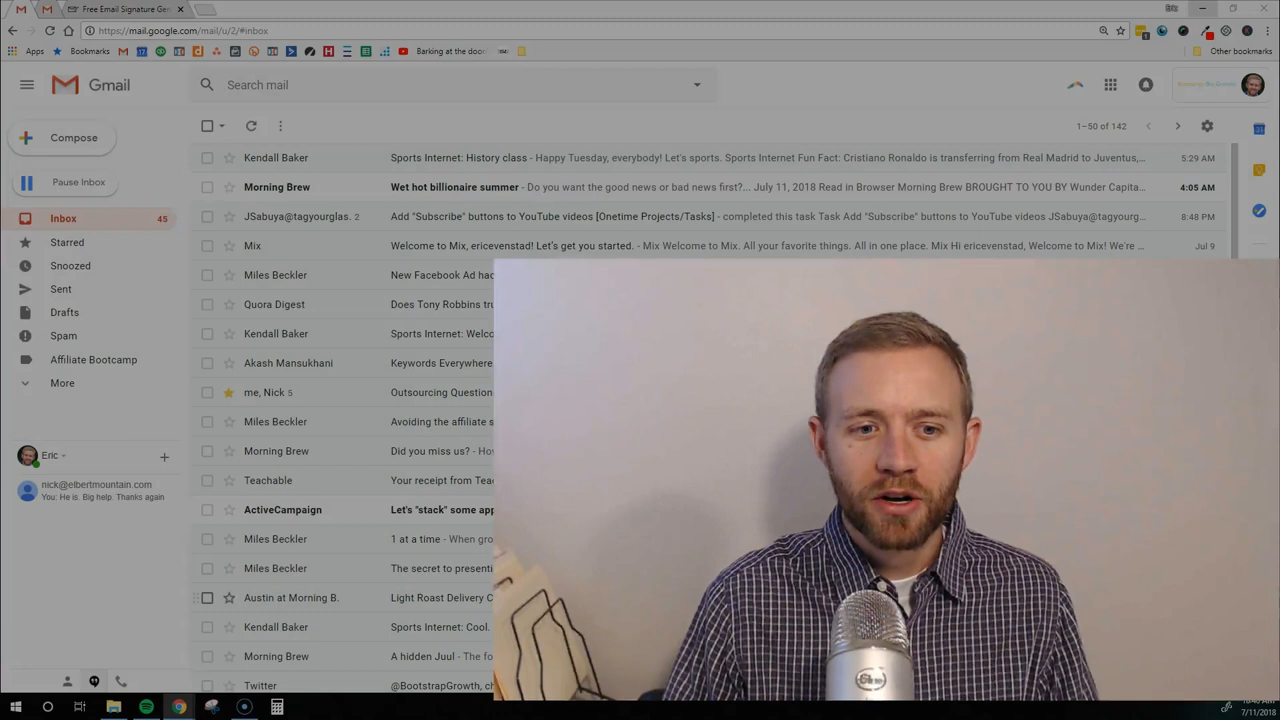 Free Email Signature Gen
https://mail.google.com/mail/u/2/#inbox
Apps Bookmarks Barking at the door Other bookmarks
Gmail
Search mail
Compose
1–50 of 142
Pause Inbox
Inbox 45
Starred
Snoozed
Sent
Drafts
Spam
Affiliate Bootcamp
More
Eric
nick@elbertmountain.com
You: He is. Big help. Thanks again
Kendall Baker Sports Internet: History class - Happy Tuesday, everybody! Let's sports. Sports Internet Fun Fact: Cristiano Ronaldo is transferring from Real Madrid to Juventus,... 5:29 AM
Morning Brew Wet hot billionaire summer - Do you want the good news or bad news first?... July 11, 2018 Read in Browser Morning Brew BROUGHT TO YOU BY Wunder Capita... 4:05 AM
JSabuya@tagyourglas. 2 Add "Subscribe" buttons to YouTube videos [Onetime Projects/Tasks] - completed this task Task Add "Subscribe" buttons to YouTube videos JSabuya@tagyourg... 8:48 PM
Mix Welcome to Mix, ericevenstad! Let's get you started. - Mix Welcome to Mix. All your favorite things. All in one place. Mix Hi ericevenstad, Welcome to Mix! We're ... Jul 9
Miles Beckler New Facebook Ad hac
Quora Digest Does Tony Robbins tru
Kendall Baker Sports Internet: Welco
Akash Mansukhani Keywords Everywhere
me, Nick 5 Outsourcing Question
Miles Beckler Avoiding the affiliate s
Morning Brew Did you miss us? - Ho
Teachable Your receipt from Tea
ActiveCampaign Let's "stack" some app
Miles Beckler 1 at a time - When gro
Miles Beckler The secret to presenti
Austin at Morning B. Light Roast Delivery C
Kendall Baker Sports Internet: Cool.
Morning Brew A hidden Juul - The fo
Twitter @BootstrapGrowth, ch
7/11/2018